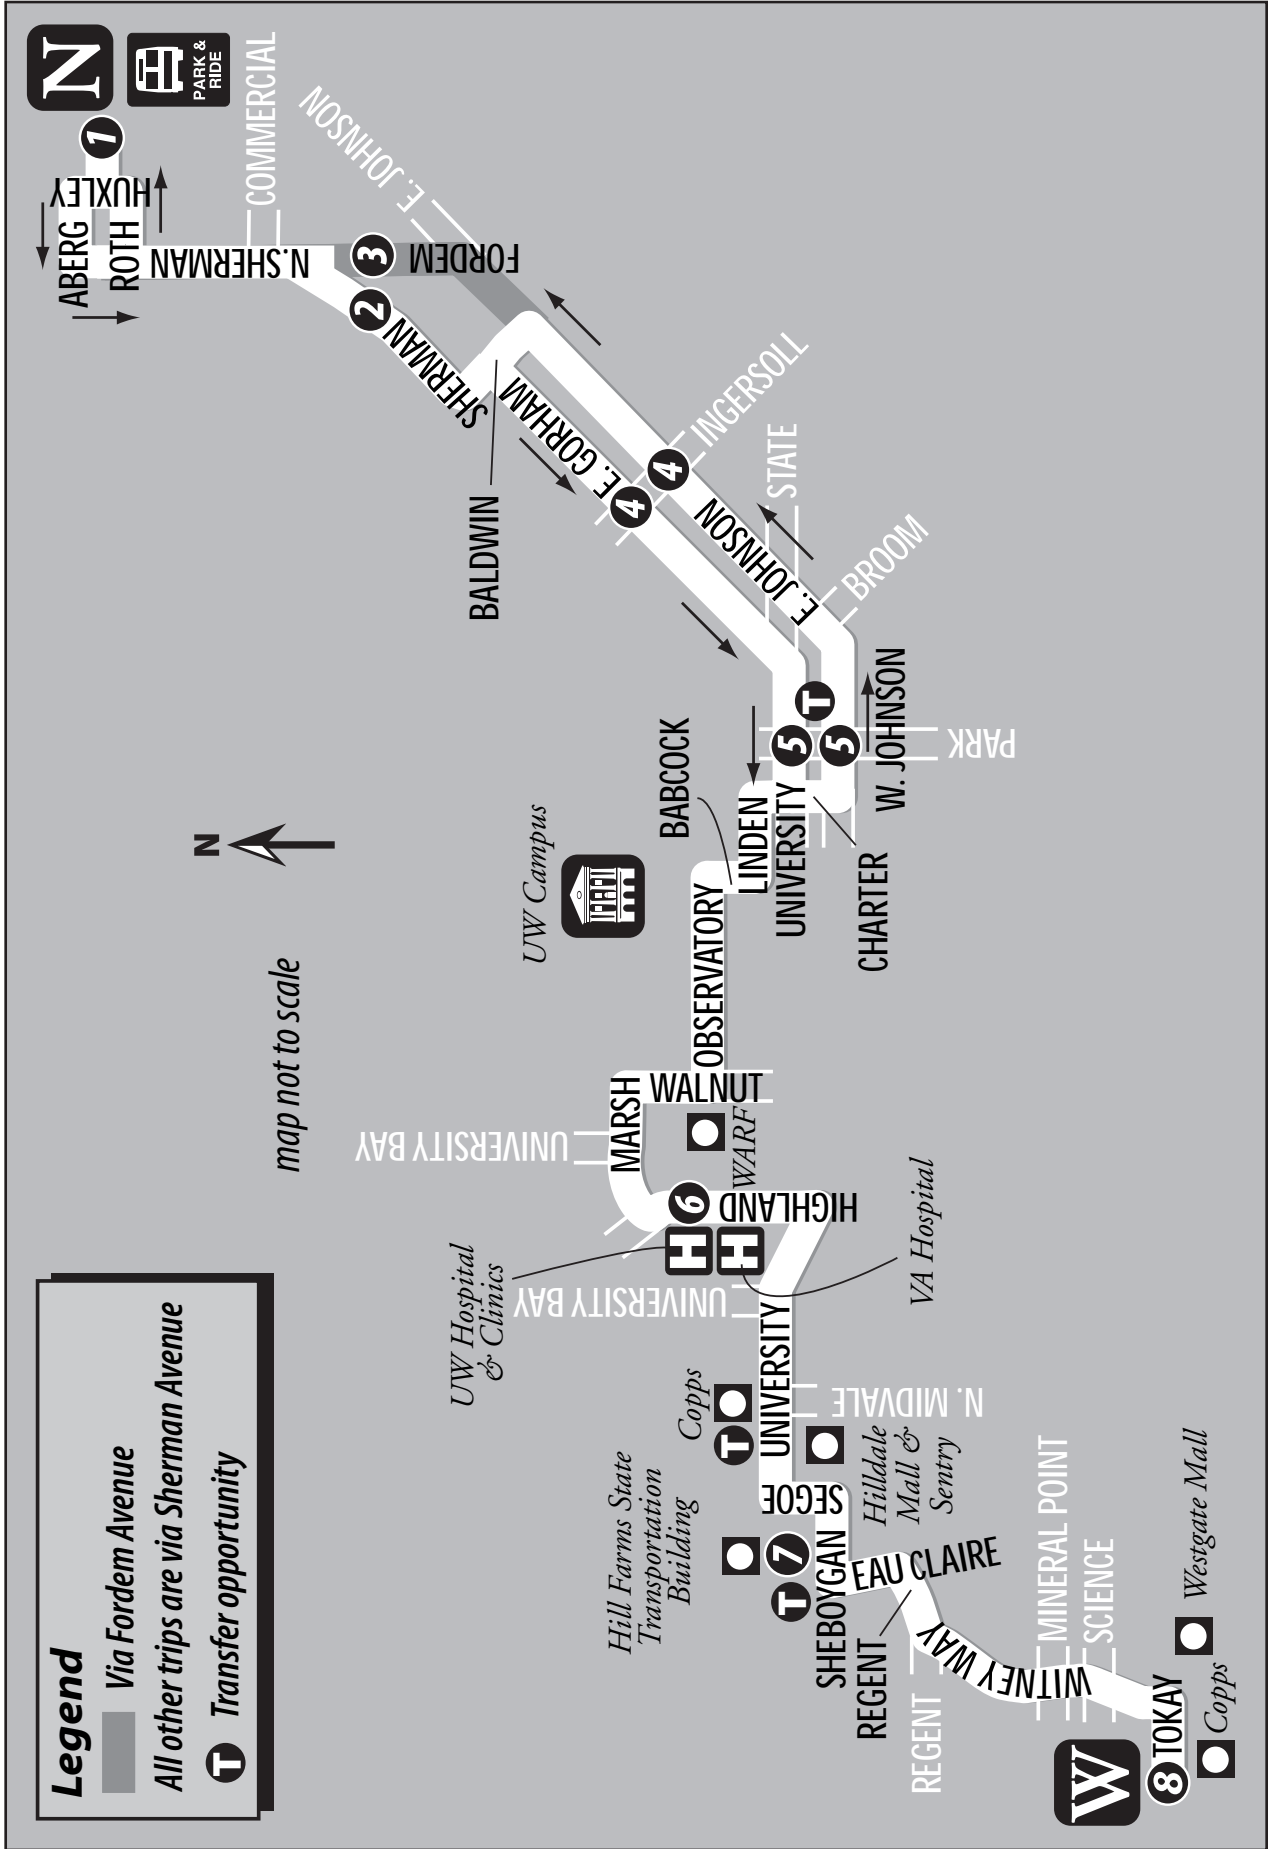 Legend
Via Fordem Avenue
All other trips are via Sherman Avenue
T Transfer opportunity
map not to scale
N
N
PARK &
RIDE
1
HUXLEY
ABERG
ROTH
COMMERCIAL
N.SHERMAN
3
FORDEM
E. JOHNSON
2
SHERMAN
BALDWIN
E. GORHAM
4
4
INGERSOLL
STATE
E. JOHNSON
BROOM
T
5
5
W. JOHNSON
PARK
BABCOCK
LINDEN
UNIVERSITY
CHARTER
UW Campus
OBSERVATORY
WALNUT
MARSH
UNIVERSITY BAY
WARF
6
HIGHLAND
H
H
UW Hospital
& Clinics
VA Hospital
UNIVERSITY BAY
UNIVERSITY
N. MIDVALE
Copps
T
Hilldale
Mall &
Sentry
SEGOE
Hill Farms State
Transportation
Building
7
T
SHEBOYGAN
EAU CLAIRE
REGENT
REGENT
WITNEY WAY
MINERAL POINT
SCIENCE
Westgate Mall
TOKAY
8
Copps
W